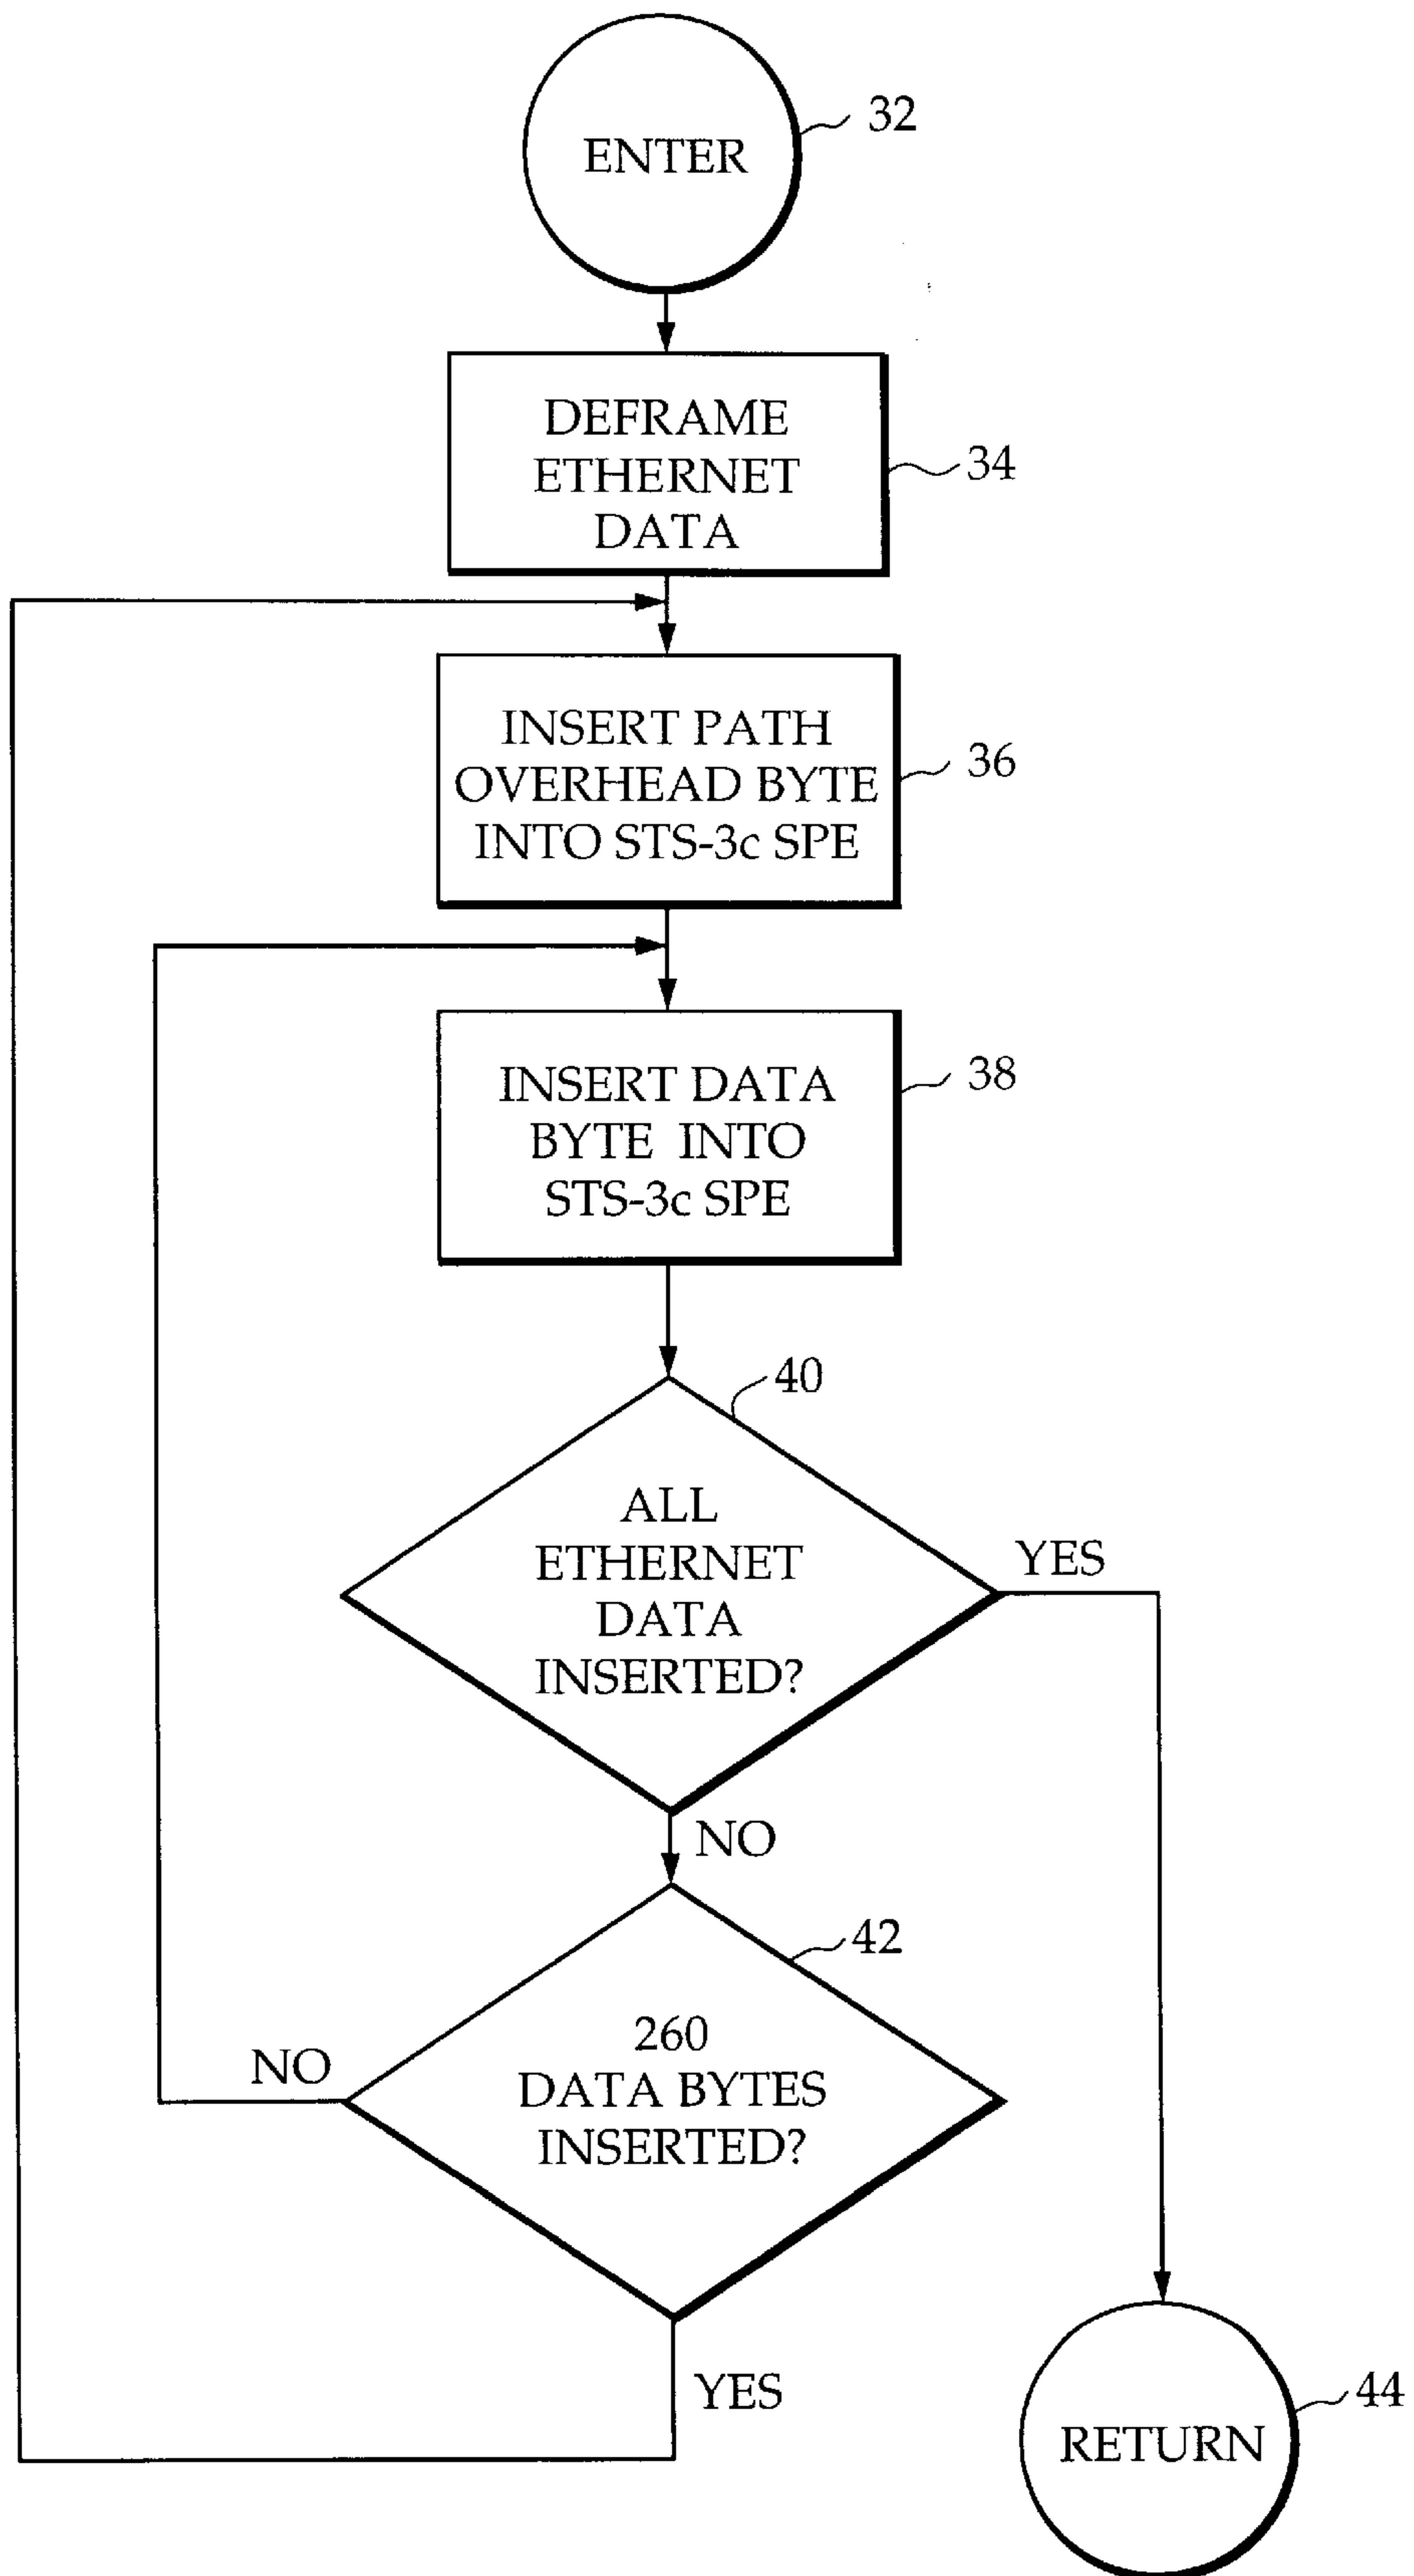 ENTER
32
DEFRAME
ETHERNET
DATA
34
INSERT PATH
OVERHEAD BYTE
INTO STS-3c SPE
36
INSERT DATA
BYTE INTO
STS-3c SPE
38
40
ALL
ETHERNET
DATA
INSERTED?
YES
NO
42
260
DATA BYTES
INSERTED?
NO
YES
RETURN
44